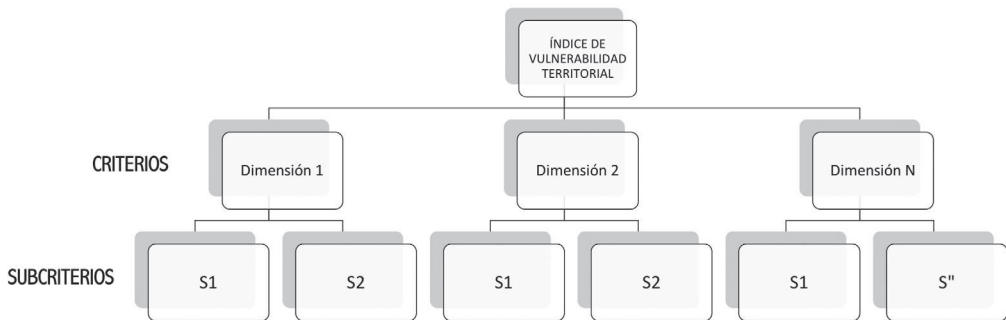 ÍNDICE DE
VULNERABILIDAD
TERRITORIAL
CRITERIOS
Dimensión 1
Dimensión 2
Dimensión N
SUBCRITERIOS
S1
S2
S1
S2
S1
S"